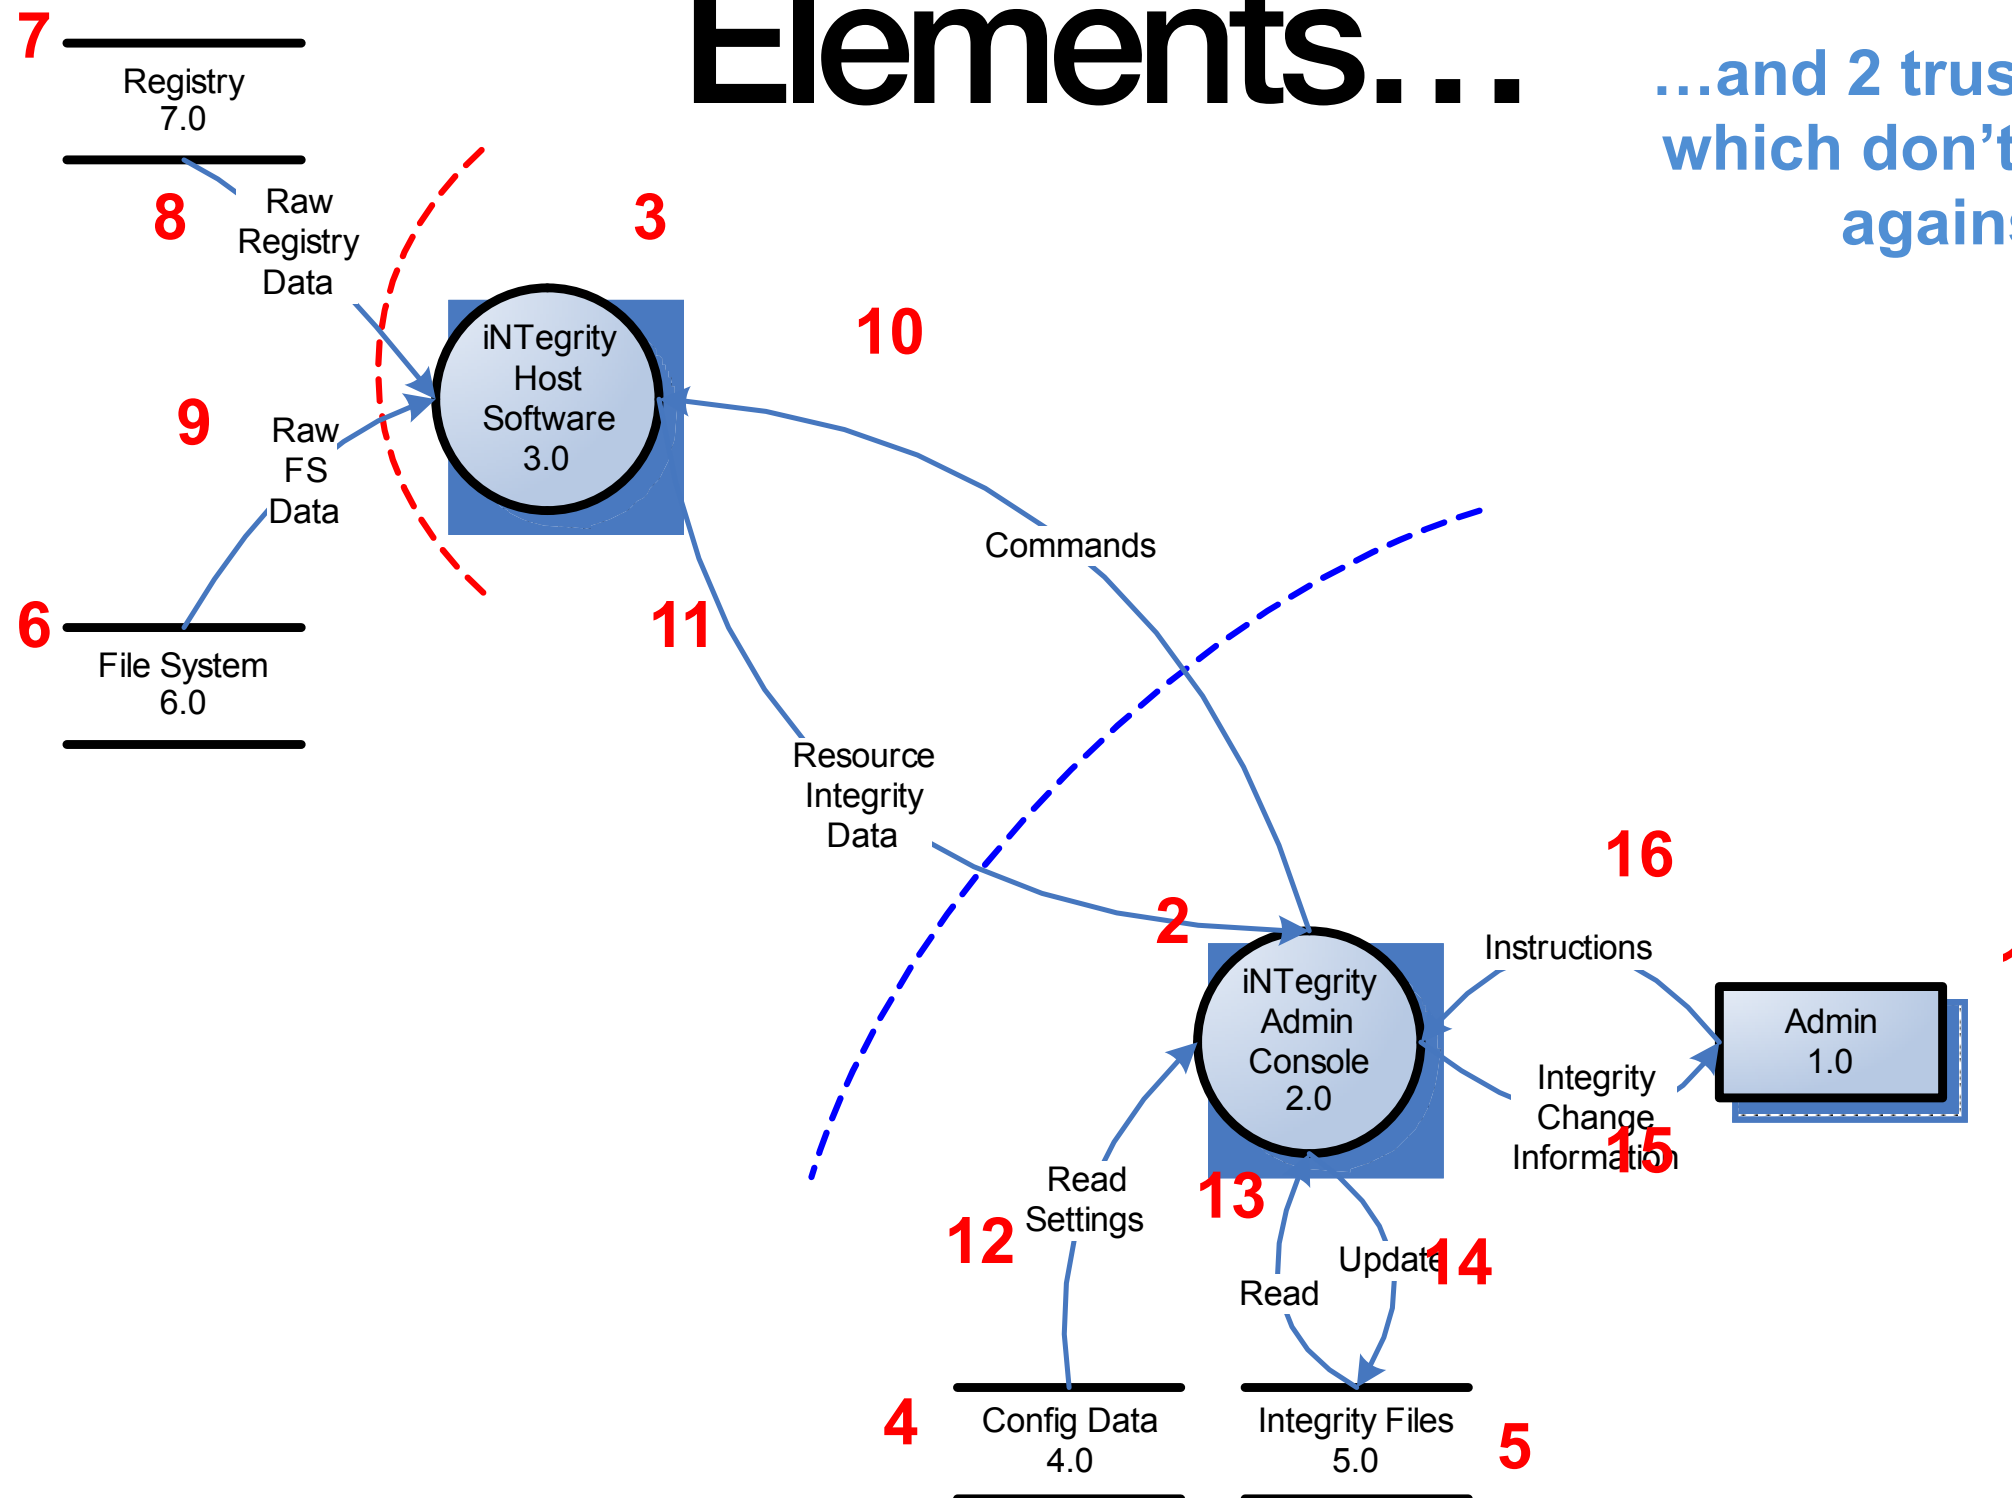 Elements…
…and 2
which don't
7
Registry
7.0
8
Raw
Registry
Data
3
iNTegrity
Host
Software
3.0
10
9
Raw
FS
Data
Commands
6
File System
6.0
11
Resource
Integrity
Data
16
2
Instructions
iNTegrity
Admin
Console
2.0
Admin
1.0
Integrity
Change
Information
15
Read
Settings
13
12
Update
14
Read
4
Config Data
4.0
Integrity Files
5.0
5